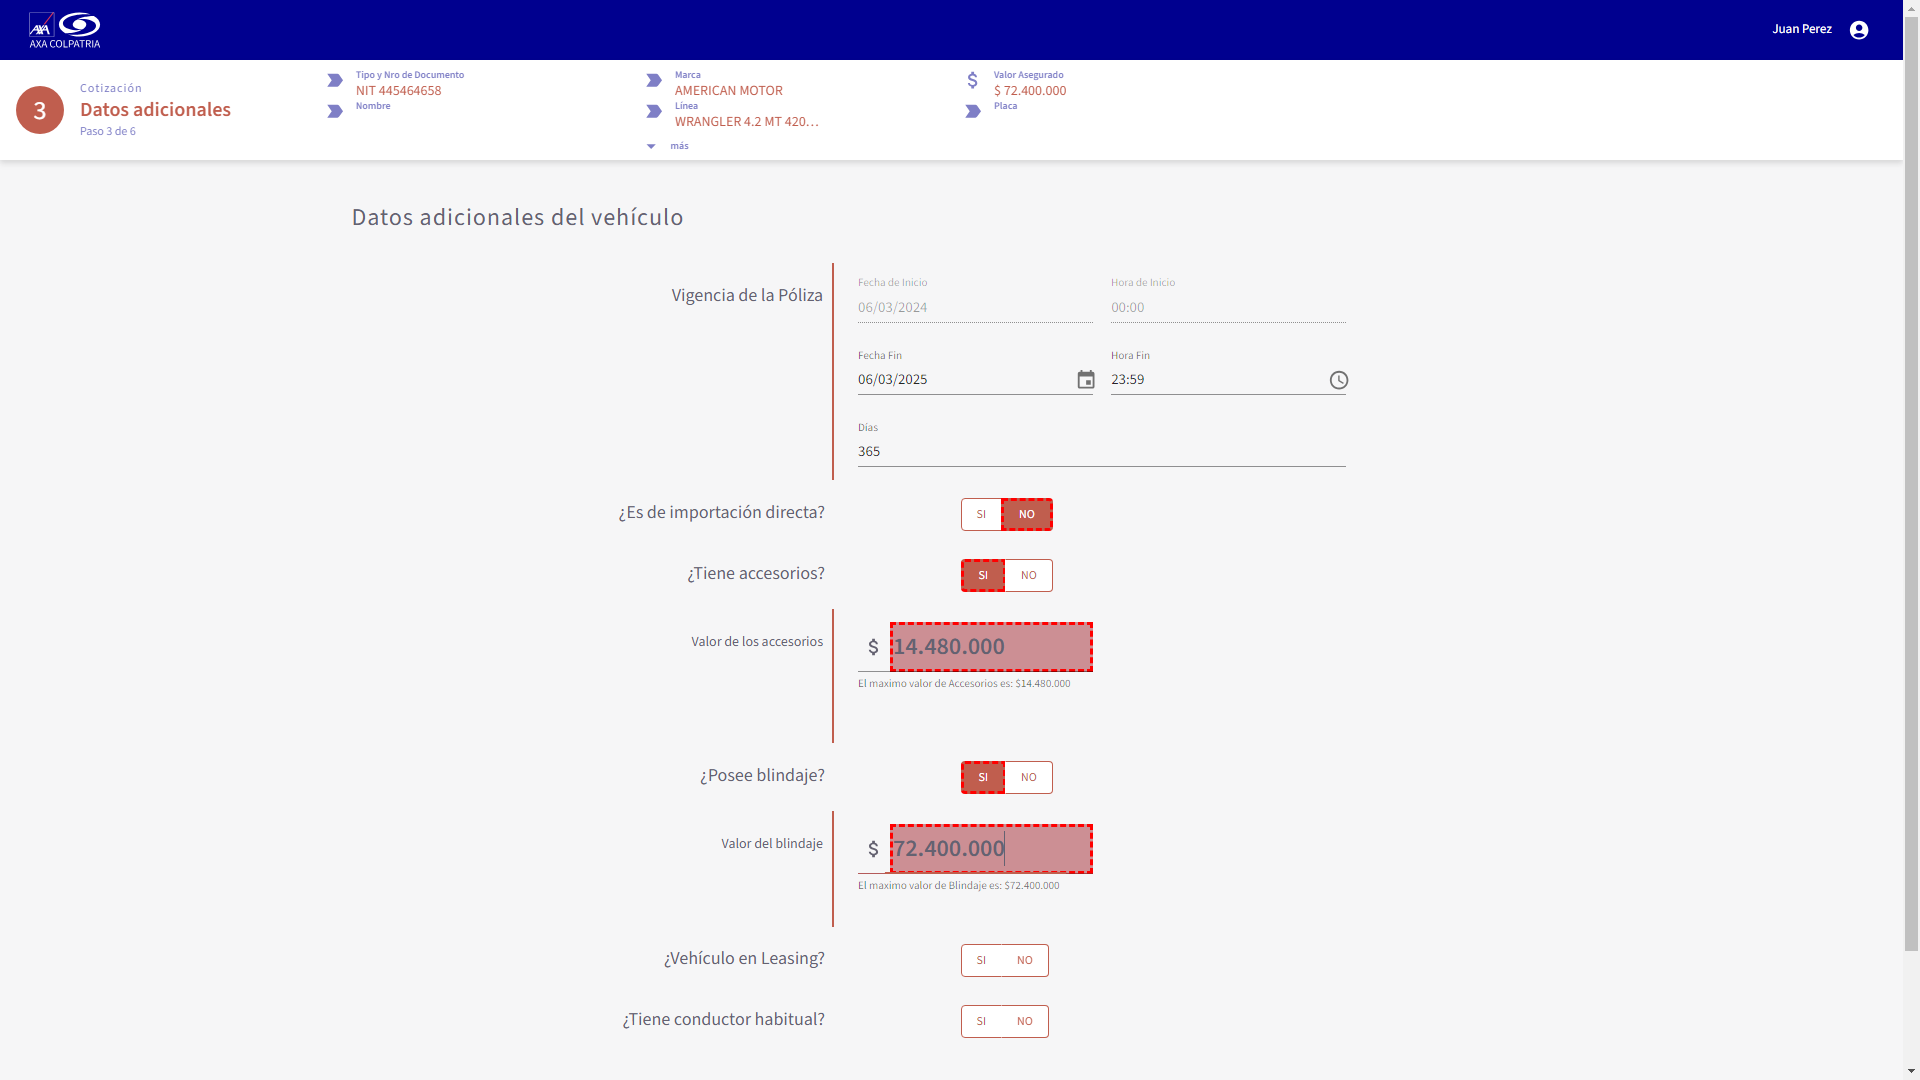 AXA
AXA COLPATRIA
Juan Perez
3
Cotización
Datos adicionales
Paso 3 de 6
Tipo y Nro de Documento
NIT 445464658
Nombre
Marca
AMERICAN MOTOR
Línea
WRANGLER 4.2 MT 420...
más
$
Valor Asegurado
$ 72.400.000
Placa
Datos adicionales del vehículo
Vigencia de la Póliza
Fecha de Inicio
06/03/2024
Hora de Inicio
00:00
Fecha Fin
06/03/2025
Hora Fin
23:59
Días
365
¿Es de importación directa?
SI NO
¿Tiene accesorios?
SI NO
Valor de los accesorios
$ 14.480.000
El maximo valor de Accesorios es: $14.480.000
¿Posee blindaje?
SI NO
Valor del blindaje
$ 72.400.000
El maximo valor de Blindaje es: $72.400.000
¿Vehículo en Leasing?
SI NO
¿Tiene conductor habitual?
SI NO